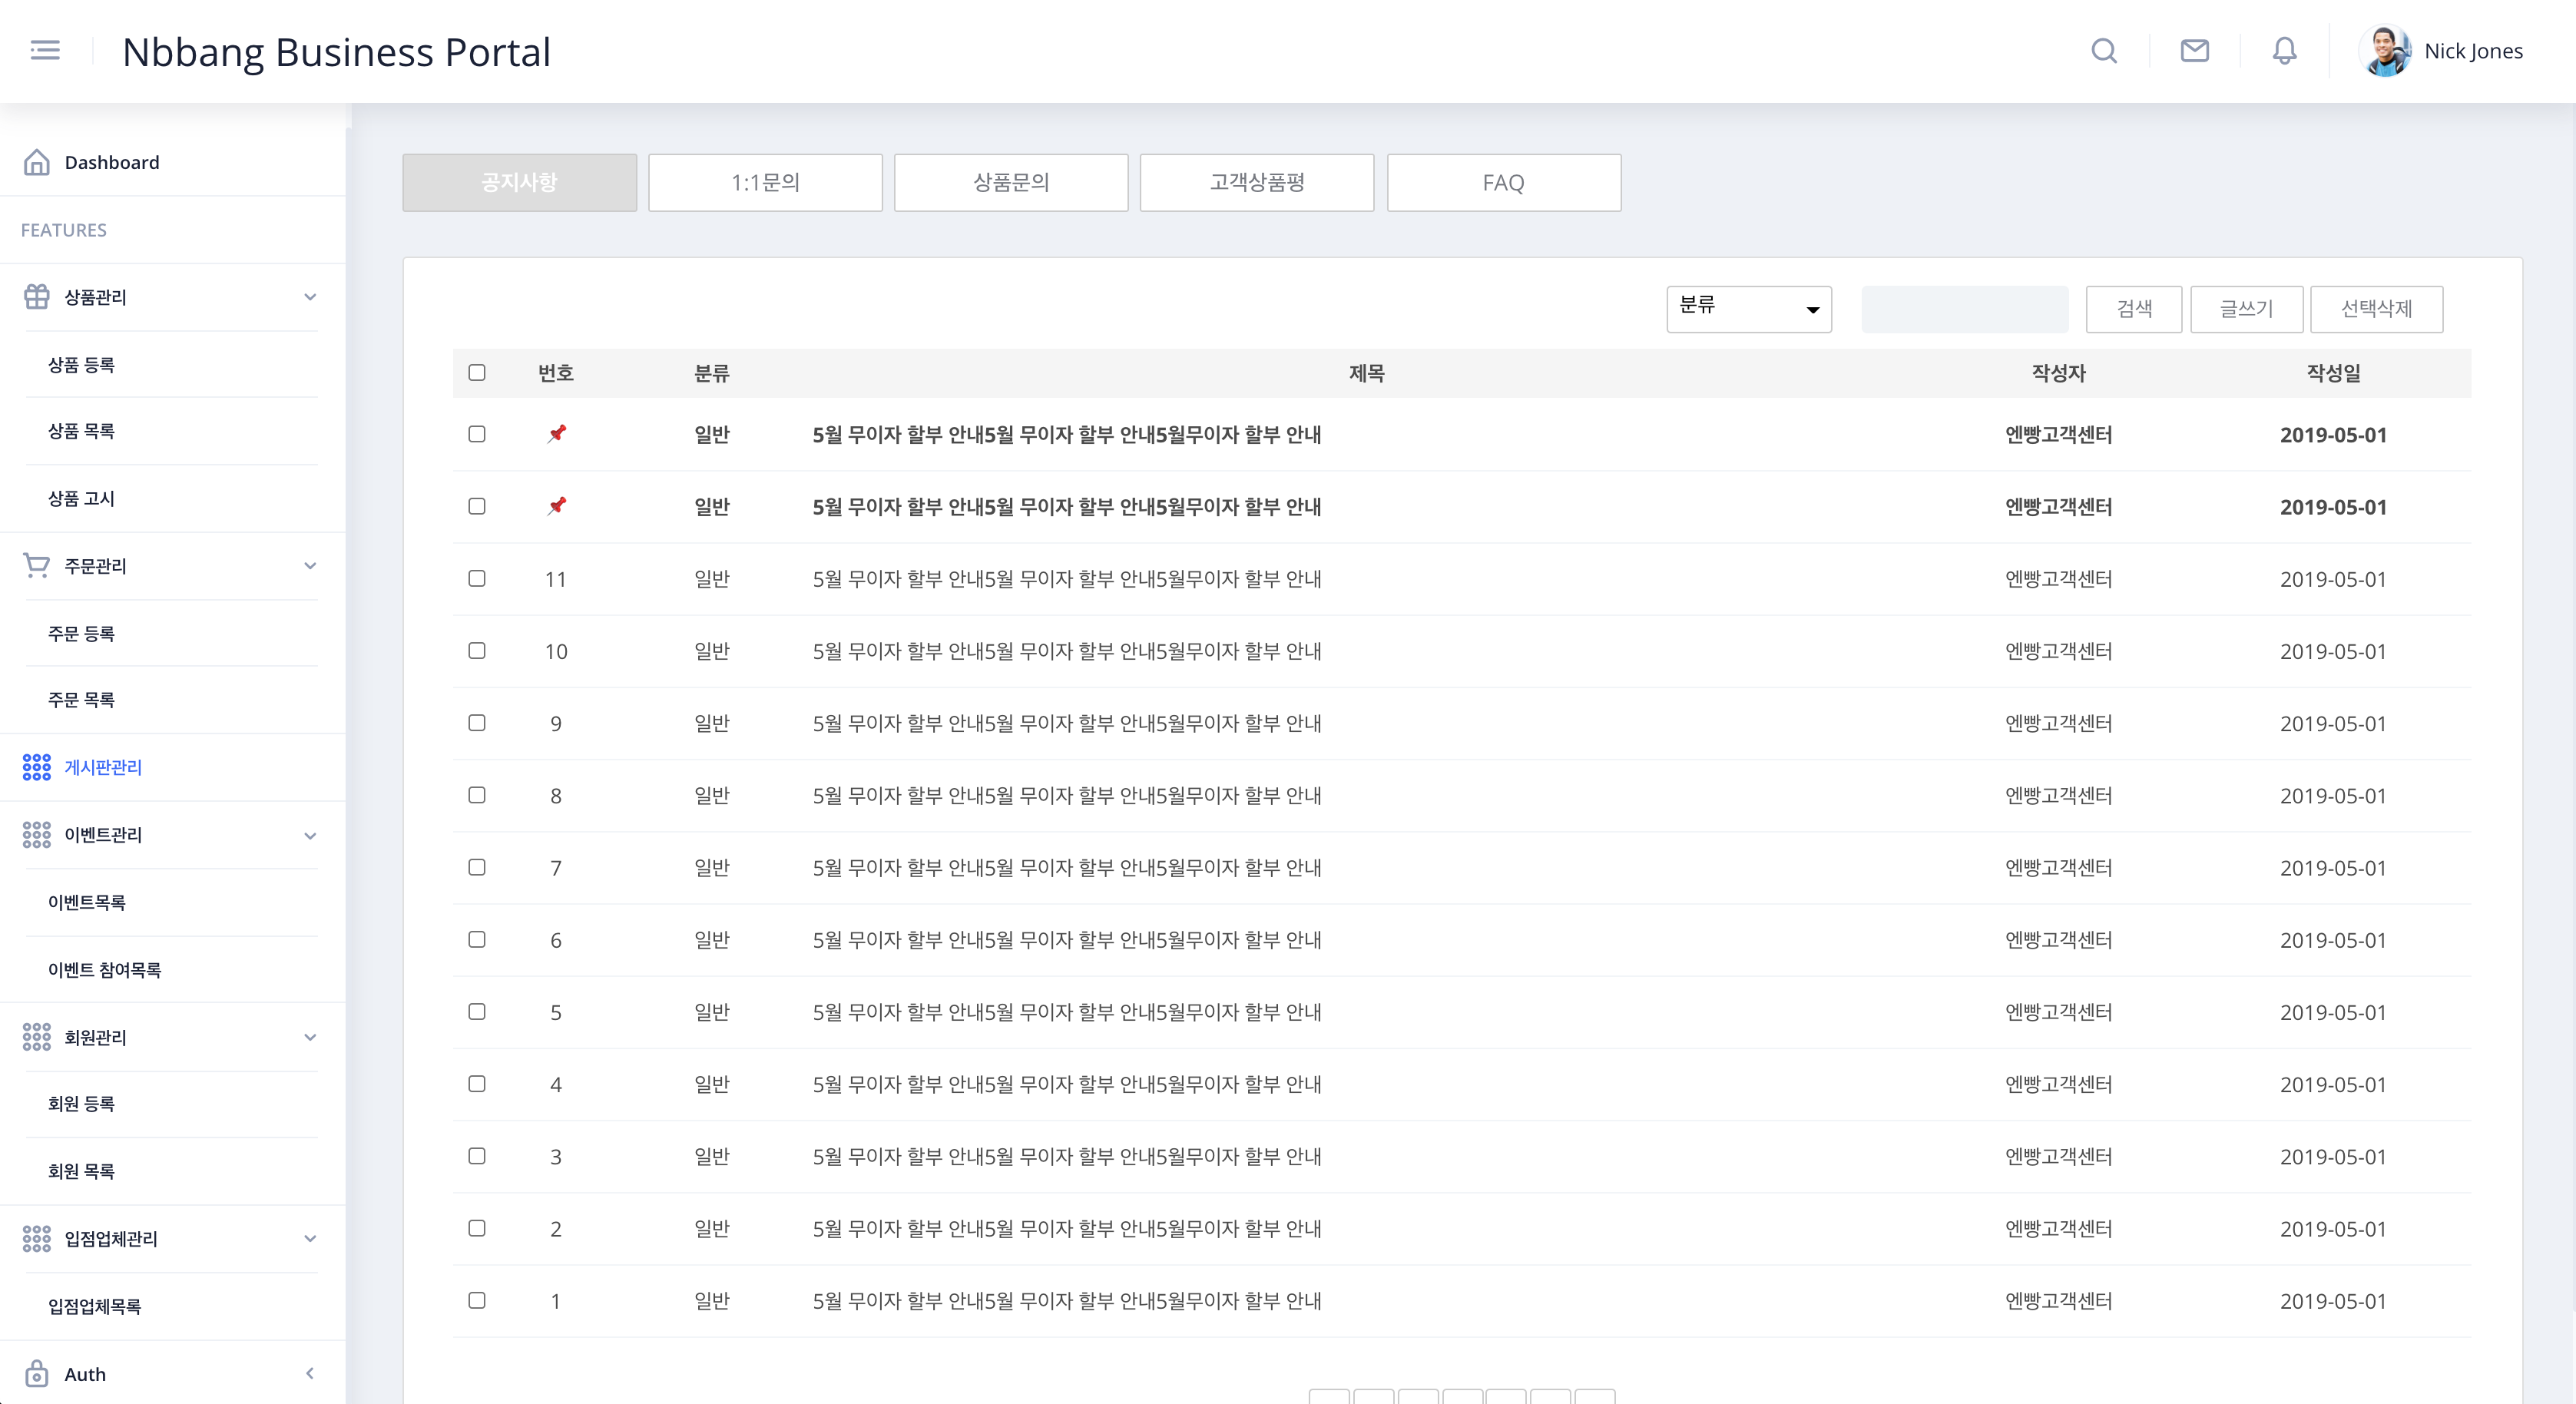 Nbbang Business Portal
Nick Jones
Dashboard
FEATURES
상품관리
상품 등록
상품 목록
상품 고시
주문관리
주문 등록
주문 목록
게시판관리
이벤트관리
이벤트목록
이벤트 참여목록
회원관리
회원 등록
회원 목록
입점업체관리
입점업체목록
Auth
공지사항 1:1문의 상품문의 고객상품평 FAQ
분류 검색 글쓰기 선택삭제
번호 분류 제목 작성자 작성일
일반 5월 무이자 할부 안내5월 무이자 할부 안내5월무이자 할부 안내 엔빵고객센터 2019-05-01
일반 5월 무이자 할부 안내5월 무이자 할부 안내5월무이자 할부 안내 엔빵고객센터 2019-05-01
11 일반 5월 무이자 할부 안내5월 무이자 할부 안내5월무이자 할부 안내 엔빵고객센터 2019-05-01
10 일반 5월 무이자 할부 안내5월 무이자 할부 안내5월무이자 할부 안내 엔빵고객센터 2019-05-01
9 일반 5월 무이자 할부 안내5월 무이자 할부 안내5월무이자 할부 안내 엔빵고객센터 2019-05-01
8 일반 5월 무이자 할부 안내5월 무이자 할부 안내5월무이자 할부 안내 엔빵고객센터 2019-05-01
7 일반 5월 무이자 할부 안내5월 무이자 할부 안내5월무이자 할부 안내 엔빵고객센터 2019-05-01
6 일반 5월 무이자 할부 안내5월 무이자 할부 안내5월무이자 할부 안내 엔빵고객센터 2019-05-01
5 일반 5월 무이자 할부 안내5월 무이자 할부 안내5월무이자 할부 안내 엔빵고객센터 2019-05-01
4 일반 5월 무이자 할부 안내5월 무이자 할부 안내5월무이자 할부 안내 엔빵고객센터 2019-05-01
3 일반 5월 무이자 할부 안내5월 무이자 할부 안내5월무이자 할부 안내 엔빵고객센터 2019-05-01
2 일반 5월 무이자 할부 안내5월 무이자 할부 안내5월무이자 할부 안내 엔빵고객센터 2019-05-01
1 일반 5월 무이자 할부 안내5월 무이자 할부 안내5월무이자 할부 안내 엔빵고객센터 2019-05-01